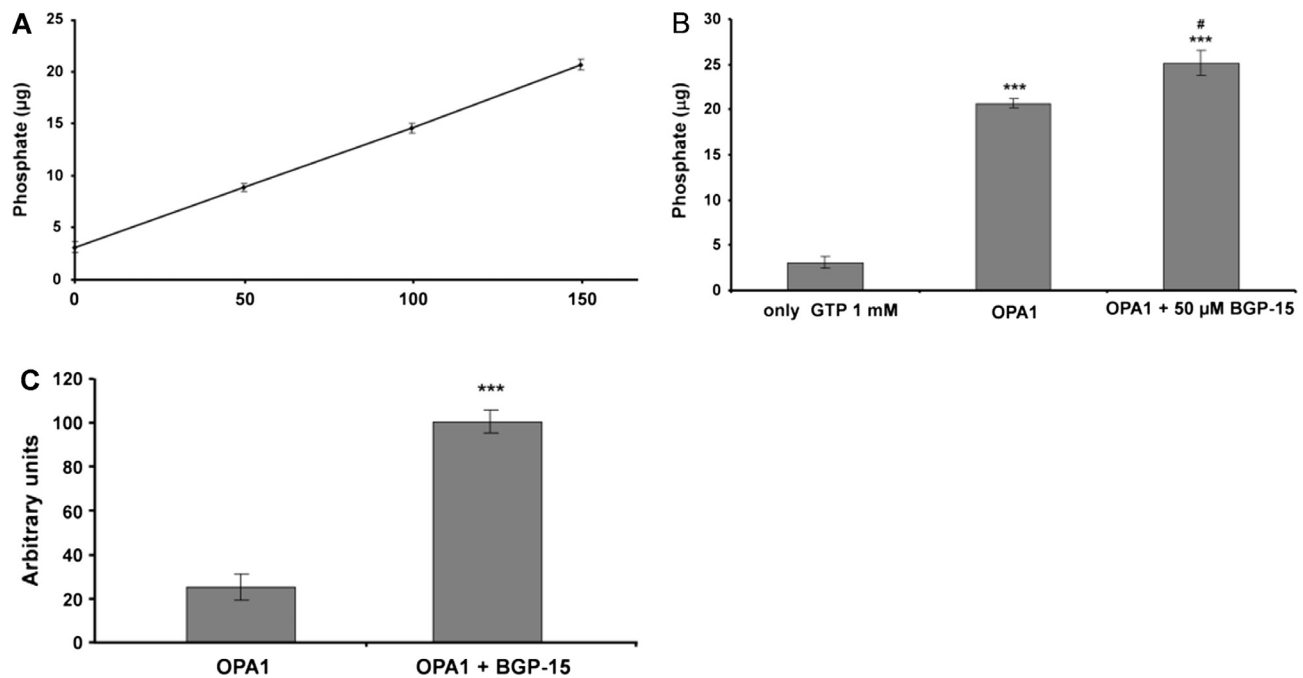 A
Phosphate (µg)
25
20
15
10
5
0
0 50 100 150
B
Phosphate (µg)
30
25
20
15
10
5
0
***
#
***
only GTP 1 mM OPA1 OPA1 + 50 µM BGP-15
C
Arbitrary units
120
100
80
60
40
20
0
***
OPA1 OPA1 + BGP-15